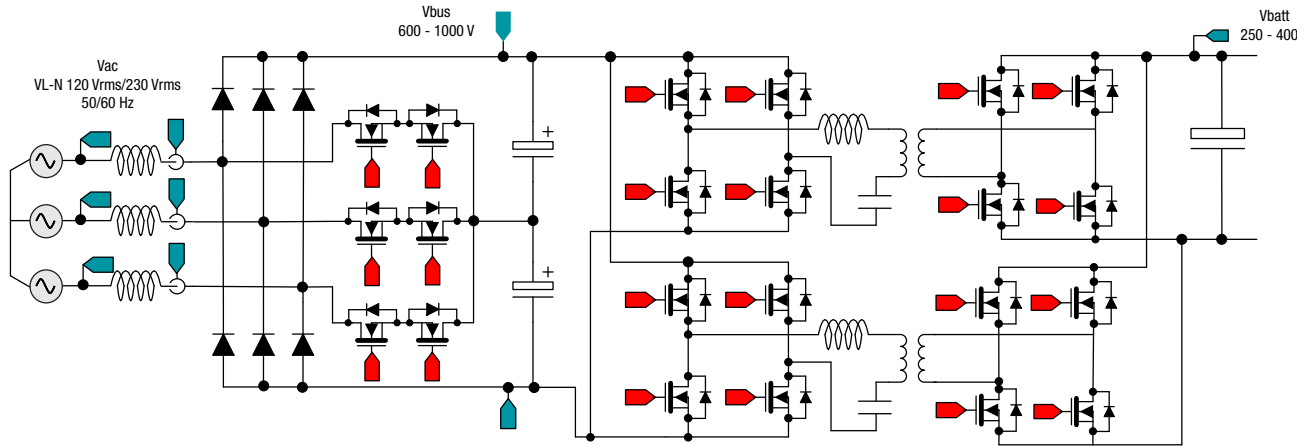 Vbus
600 - 1000 V
Vbatt
250 - 400
Vac
VL-N 120 Vrms/230 Vrms
50/60 Hz
+
+